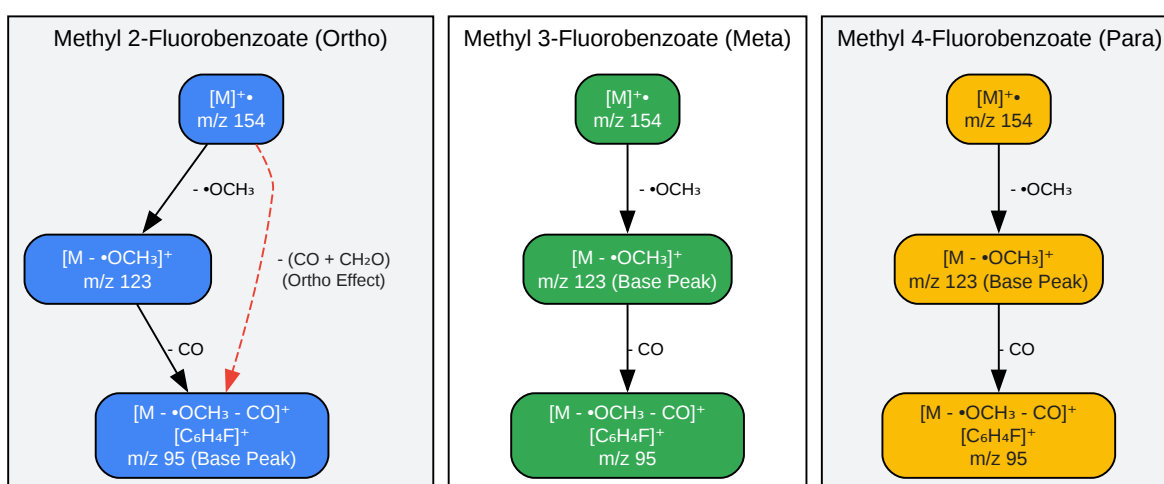 Methyl 2-Fluorobenzoate (Ortho)
[M]⁺•
m/z 154
- •OCH₃
[M - •OCH₃]⁺
m/z 123
- (CO + CH₂O)
(Ortho Effect)
- CO
[M - •OCH₃ - CO]⁺
[C₆H₄F]⁺
m/z 95 (Base Peak)
Methyl 3-Fluorobenzoate (Meta)
[M]⁺•
m/z 154
- •OCH₃
[M - •OCH₃]⁺
m/z 123 (Base Peak)
- CO
[M - •OCH₃ - CO]⁺
[C₆H₄F]⁺
m/z 95
Methyl 4-Fluorobenzoate (Para)
[M]⁺•
m/z 154
- •OCH₃
[M - •OCH₃]⁺
m/z 123 (Base Peak)
- CO
[M - •OCH₃ - CO]⁺
[C₆H₄F]⁺
m/z 95